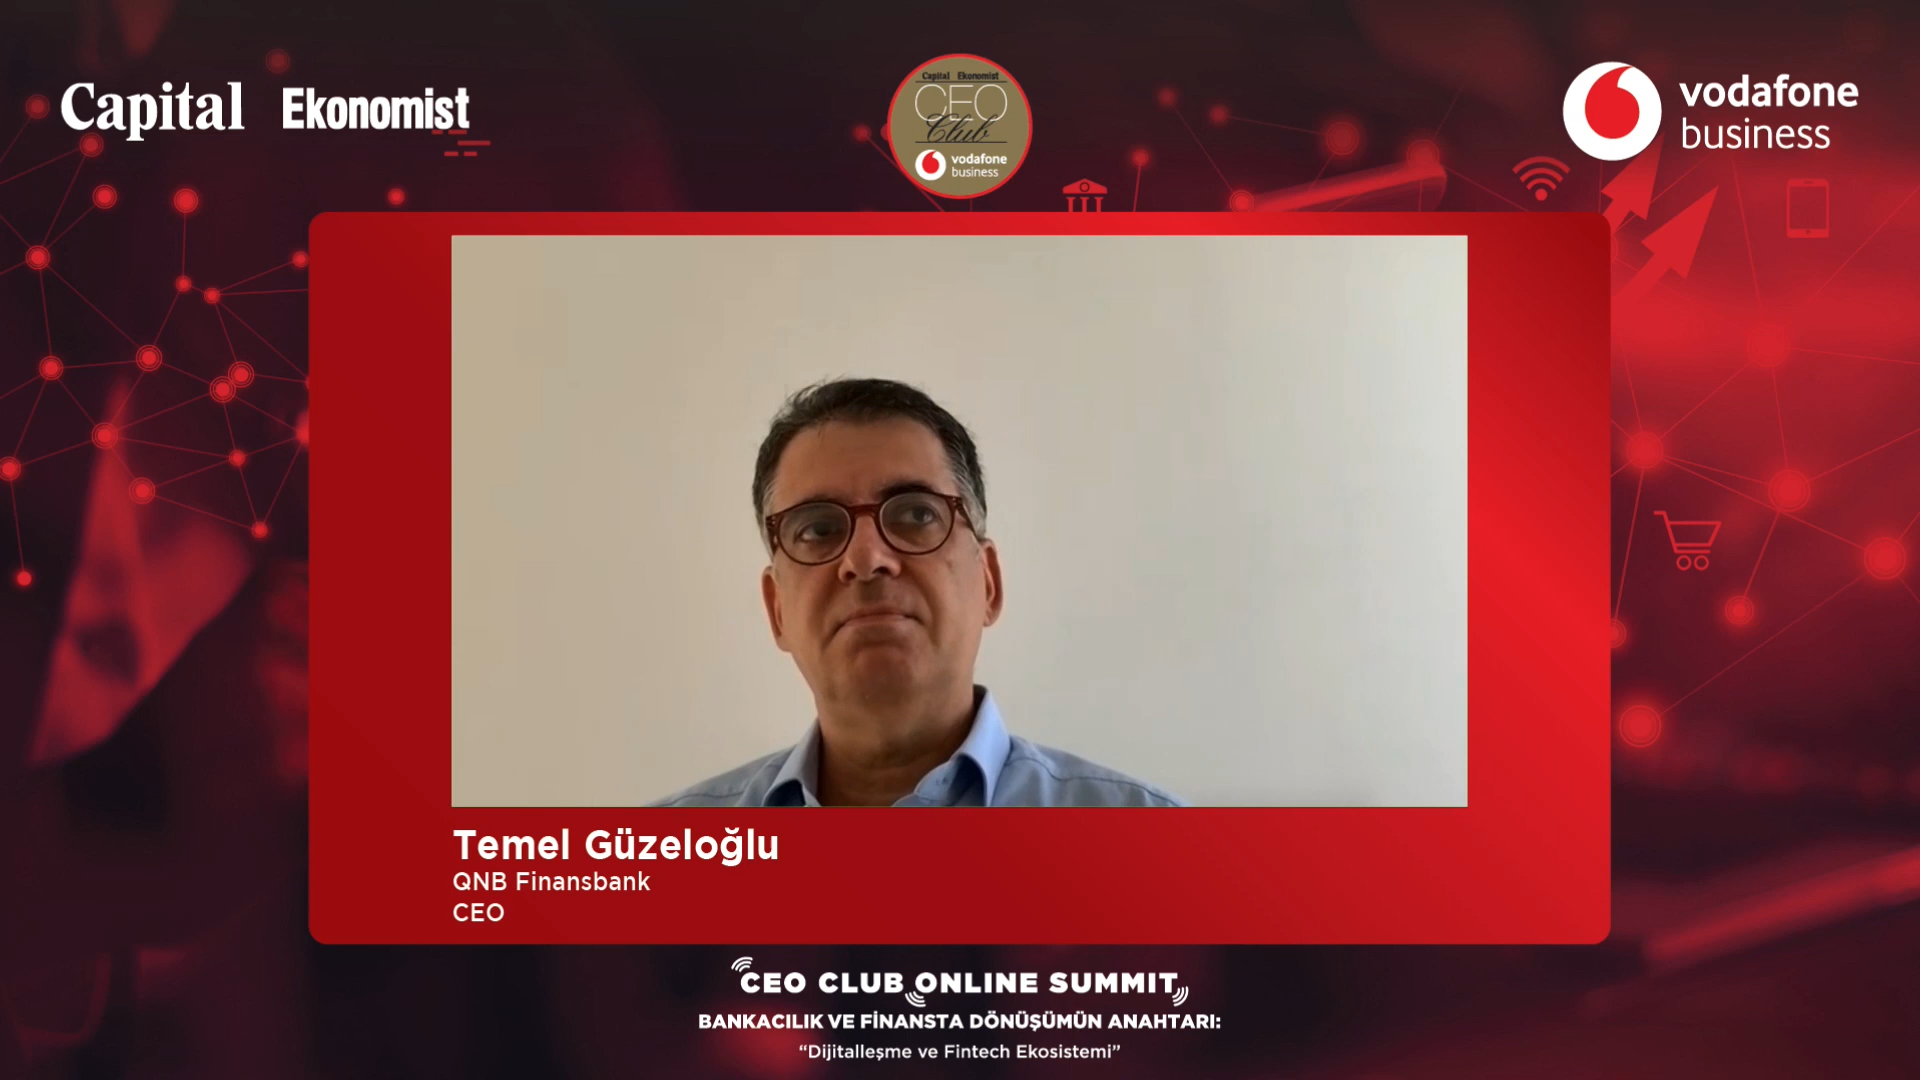 Capital Ekonomist
Capital Ekonomist
CEO
Club
vodafone
business
vodafone
business
Temel Güzeloğlu
QNB Finansbank
CEO
CEO CLUB ONLINE SUMMIT
BANKACILIK VE FİNANSTA DÖNÜŞÜMÜN ANAHTARI:
“Dijitalleşme ve Fintech Ekosistemi”